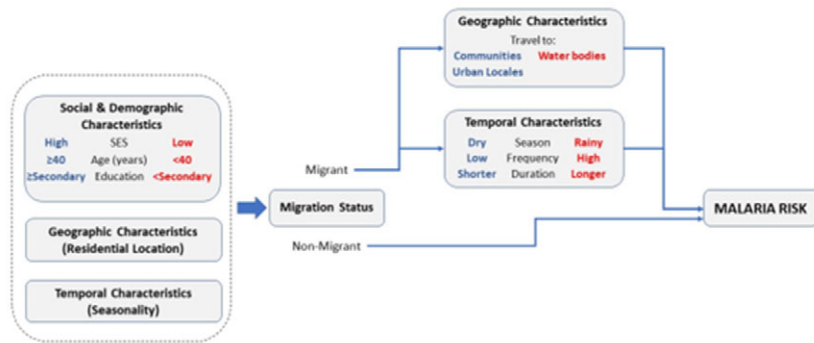 Social & Demographic
Characteristics
High SES Low
≥40 Age (years) <40
≥Secondary Education <Secondary
Geographic Characteristics
(Residential Location)
Temporal Characteristics
(Seasonality)
Migration Status
Migrant
Non-Migrant
Geographic Characteristics
Travel to:
Communities Water bodies
Urban Locales
Temporal Characteristics
Dry Season Rainy
Low Frequency High
Shorter Duration Longer
MALARIA RISK